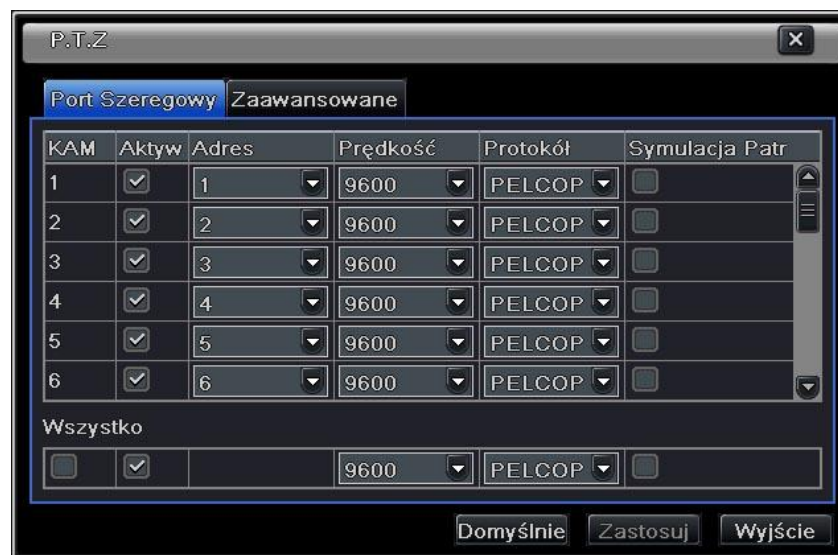 P.T.Z
Port Szeregowy Zaawansowane
KAM Aktyw Adres Prędkość Protokół Symulacja Patr
1 1 9600 PELCOP
2 2 9600 PELCOP
3 3 9600 PELCOP
4 4 9600 PELCOP
5 5 9600 PELCOP
6 6 9600 PELCOP
Wszystko
9600 PELCOP
Domyślnie Zastosuj Wyjście